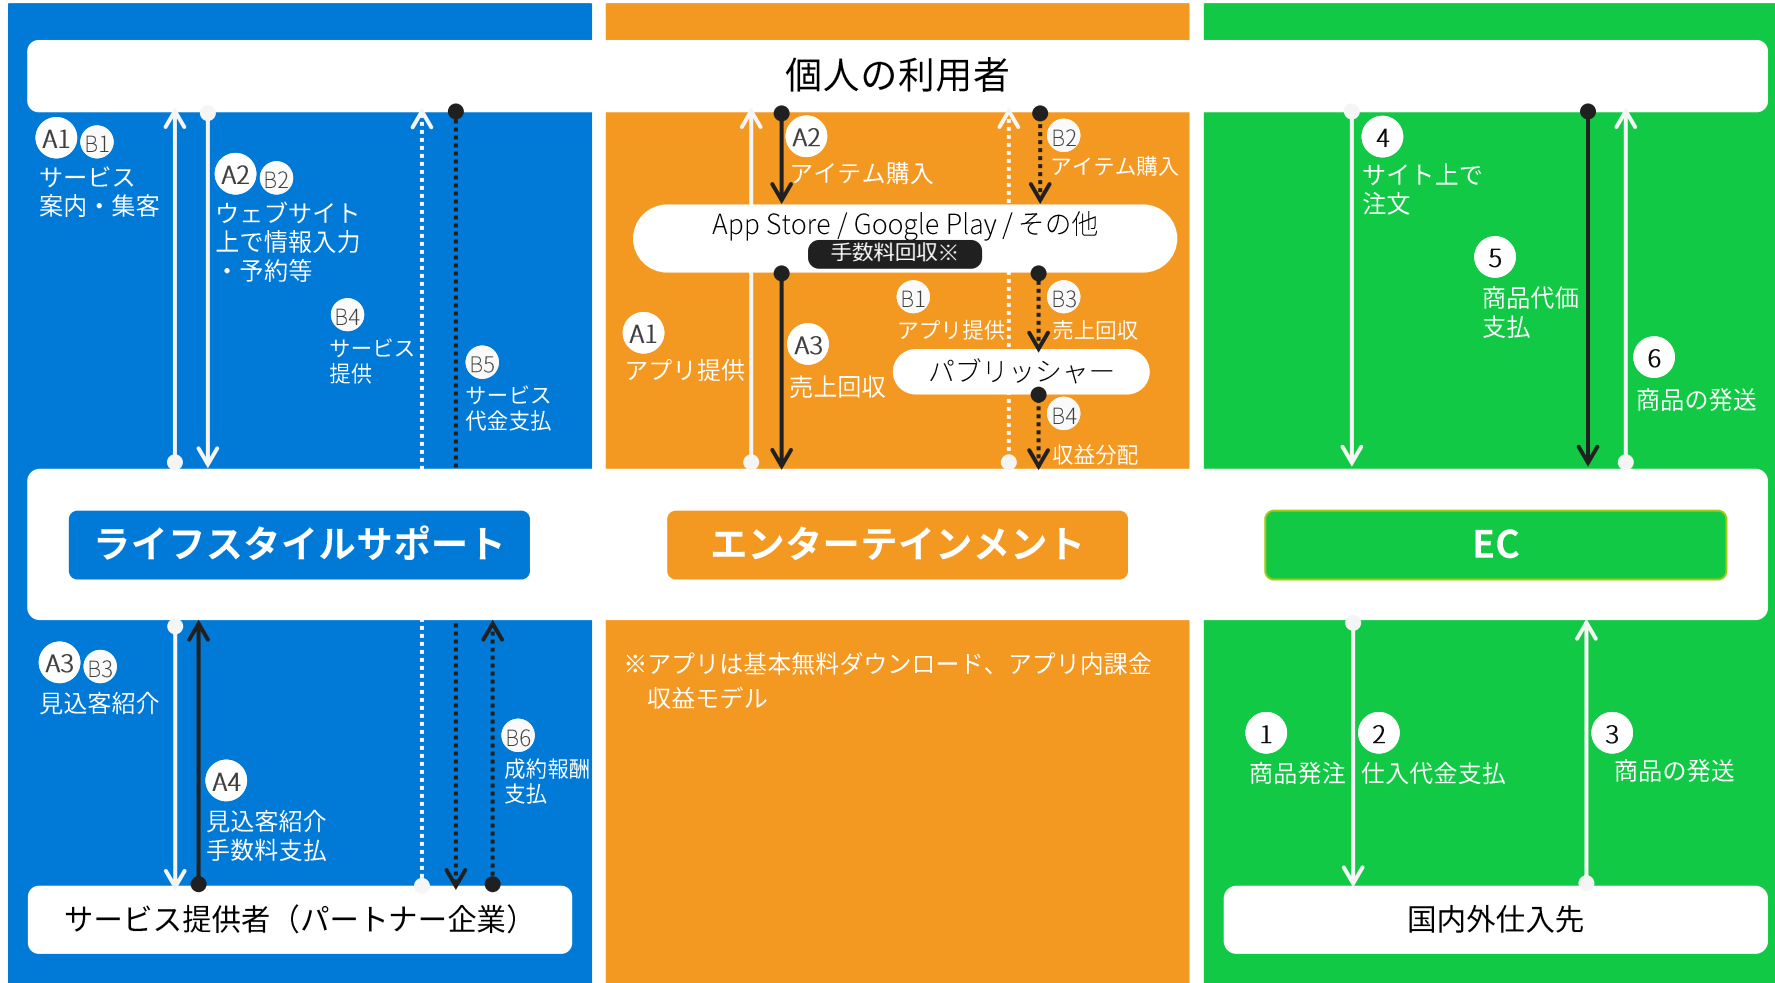 個人の利用者
A1 B1
サービス
案内・集客
A2 B2
ウェブサイト
上で情報入力
・予約等
B4
サービス
提供
B5
サービス
代金支払
A2
アイテム購入
B2
アイテム購入
App Store / Google Play / その他
手数料回収※
A1
アプリ提供
A3
売上回収
B1
アプリ提供
B3
売上回収
パブリッシャー
B4
収益分配
4
サイト上で
注文
5
商品代価
支払
6
商品の発送
ライフスタイルサポート
エンターテインメント
EC
A3 B3
見込客紹介
A4
見込客紹介
手数料支払
B6
成約報酬
支払
※アプリは基本無料ダウンロード、アプリ内課金
収益モデル
1
商品発注
2
仕入代金支払
3
商品の発送
サービス提供者（パートナー企業）
国内外仕入先